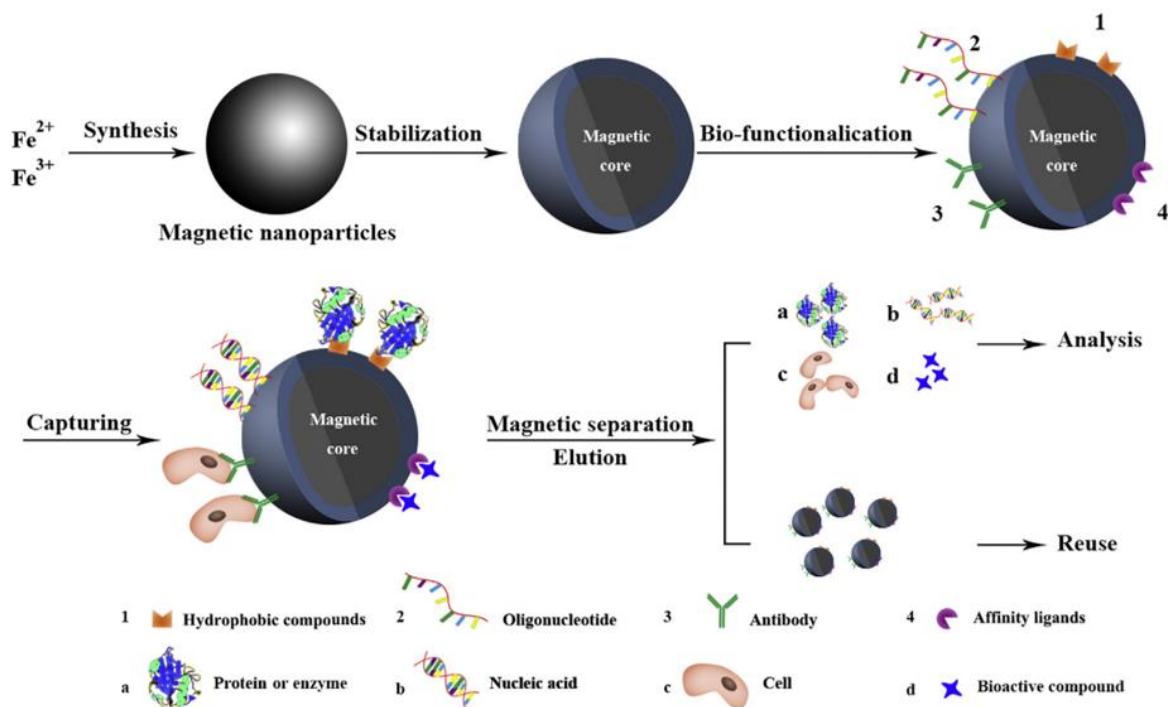 Fe2+
Fe3+
Synthesis
Magnetic nanoparticles
Stabilization
Magnetic
core
Bio-functionalication
1
2
3
4
Magnetic
core
Capturing
Magnetic
core
Magnetic separation
Elution
a
b
c
d
Analysis
Reuse
1 Hydrophobic compounds
2 Oligonucleotide
3 Antibody
4 Affinity ligands
a Protein or enzyme
b Nucleic acid
c Cell
d Bioactive compound